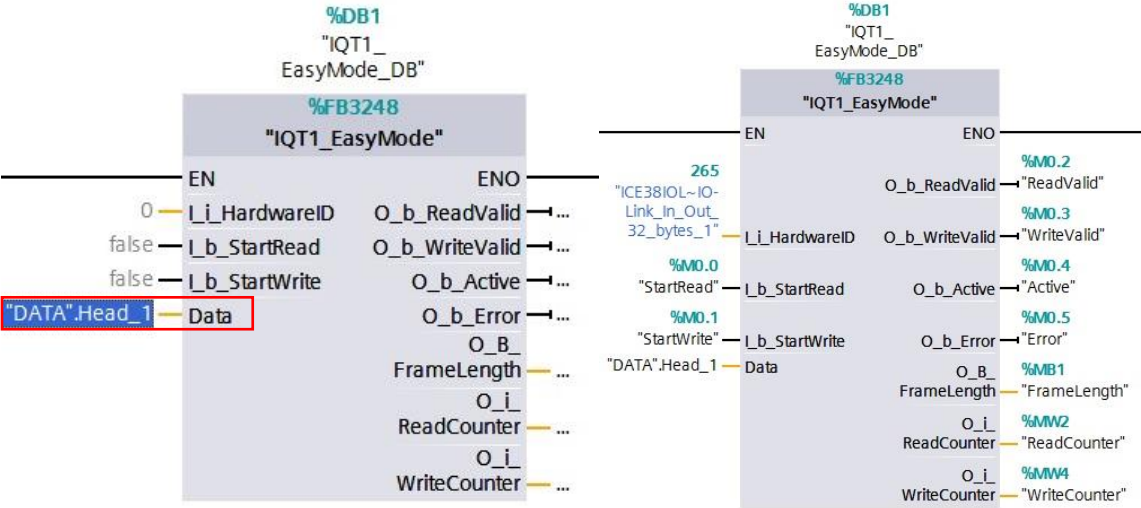 %DB1
"IQT1_
EasyMode_DB"
%FB3248
"IQT1_EasyMode"
EN ENO
0 I_i_HardwareID O_b_ReadValid ...
false I_b_StartRead O_b_WriteValid ...
false I_b_StartWrite O_b_Active ...
"DATA".Head_1 Data O_b_Error ...
O_B_
FrameLength ...
O_i_
ReadCounter ...
O_i_
WriteCounter ...
%DB1
"IQT1_
EasyMode_DB"
%FB3248
"IQT1_EasyMode"
EN ENO
265
"ICE38IOL~IO-
Link_In_Out_
32_bytes_1" I_i_HardwareID
%M0.2
O_b_ReadValid "ReadValid"
%M0.3
O_b_WriteValid "WriteValid"
%M0.0
"StartRead" I_b_StartRead
%M0.4
O_b_Active "Active"
%M0.1
"StartWrite" I_b_StartWrite
%M0.5
O_b_Error "Error"
"DATA".Head_1 Data
O_B_ %MB1
FrameLength "FrameLength"
O_i_ %MW2
ReadCounter "ReadCounter"
O_i_ %MW4
WriteCounter "WriteCounter"